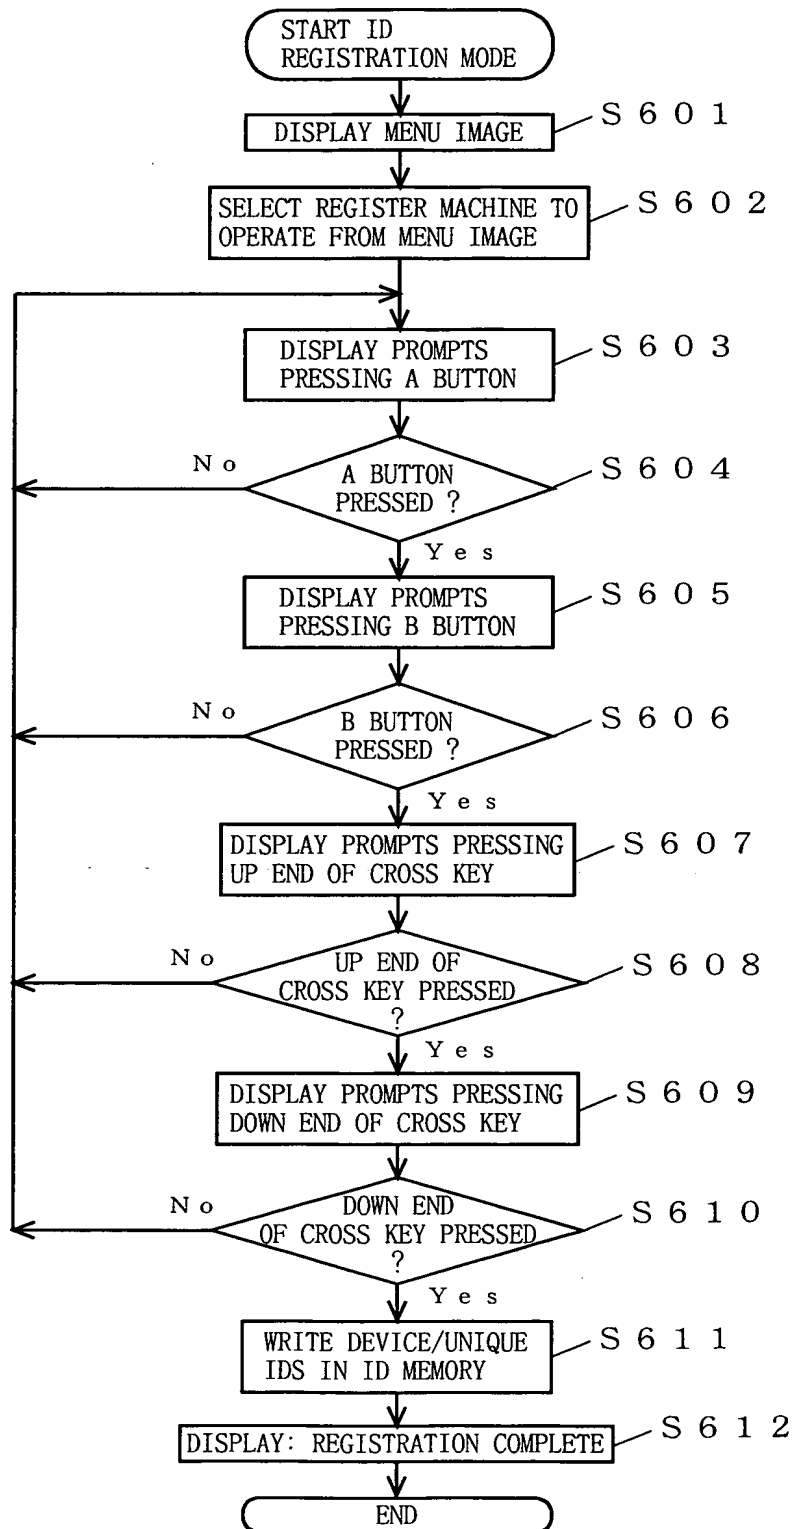 START ID
REGISTRATION MODE
DISPLAY MENU IMAGE
S601
SELECT REGISTER MACHINE TO
OPERATE FROM MENU IMAGE
S602
DISPLAY PROMPTS
PRESSING A BUTTON
S603
No
A BUTTON
PRESSED ?
S604
Yes
DISPLAY PROMPTS
PRESSING B BUTTON
S605
No
B BUTTON
PRESSED ?
S606
Yes
DISPLAY PROMPTS PRESSING
UP END OF CROSS KEY
S607
No
UP END OF
CROSS KEY PRESSED
?
S608
Yes
DISPLAY PROMPTS PRESSING
DOWN END OF CROSS KEY
S609
No
DOWN END
OF CROSS KEY PRESSED
?
S610
Yes
WRITE DEVICE/UNIQUE
IDS IN ID MEMORY
S611
DISPLAY: REGISTRATION COMPLETE
S612
END